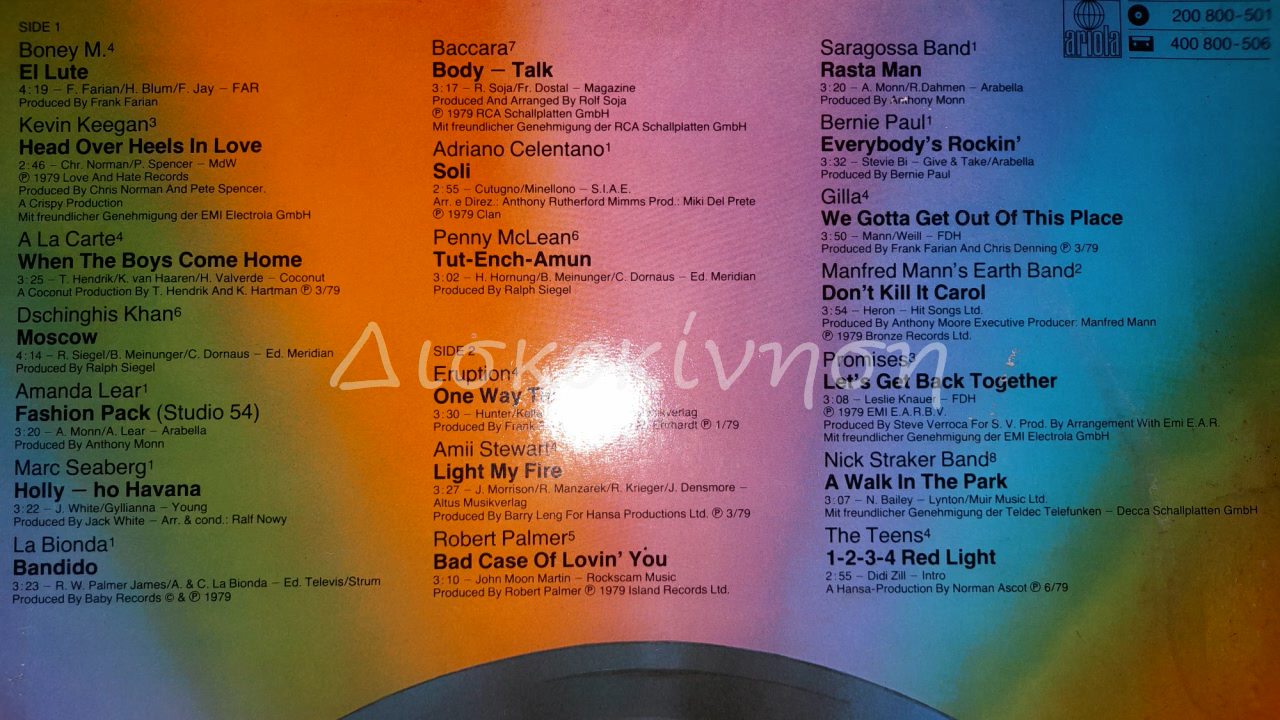 SIDE 1
Boney M.4
El Lute
4:19 – F. Farian/H. Blum/F. Jay – FAR
Produced By Frank Farian
Kevin Keegan3
Head Over Heels In Love
2:46 – Chr. Norman/P. Spencer – MdW
℗ 1979 Love And Hate Records
Produced By Chris Norman And Pete Spencer.
A Crispy Production
Mit freundlicher Genehmigung der EMI Electrola GmbH
A La Carte4
When The Boys Come Home
3:25 – T. Hendrik/K. van Haaren/H. Valverde – Coconut
A Coconut Production By T. Hendrik And K. Hartman ℗ 3/79
Dschinghis Khan6
Moscow
4:14 – R. Siegel/B. Meinunger/C. Dornaus – Ed. Meridian
Produced By Ralph Siegel
Amanda Lear1
Fashion Pack (Studio 54)
3:20 – A. Monn/A. Lear – Arabella
Produced By Anthony Monn
Marc Seaberg1
Holly – ho Havana
3:22 – J. White/Gyllianna – Young
Produced By Jack White – Arr. & cond.: Ralf Nowy
La Bionda1
Bandido
3:23 – R. W. Palmer James/A. & C. La Bionda – Ed. Televis/Strum
Produced By Baby Records © & ℗ 1979
Baccara7
Body – Talk
3:17 – R. Soja/Fr. Dostal – Magazine
Produced And Arranged By Rolf Soja
℗ 1979 RCA Schallplatten GmbH
Mit freundlicher Genehmigung der RCA Schallplatten GmbH
Adriano Celentano1
Soli
2:55 – Cutugno/Minellono – S.I.A.E.
Arr. e Direz.: Anthony Rutherford Mimms Prod.: Miki Del Prete
℗ 1979 Clan
Penny McLean6
Tut-Ench-Amun
3:02 – H. Hornung/B. Meinunger/C. Dornaus – Ed. Meridian
Produced By Ralph Siegel
SIDE 2
Eruption4
One Way
3:30 – Hunter/
Produced By Frank Ehrhardt ℗ 1/79
Amii Stewart4
Light My Fire
3:27 – J. Morrison/R. Manzarek/R. Krieger/J. Densmore –
Altus Musikverlag
Produced By Barry Leng For Hansa Productions Ltd. ℗ 3/79
Robert Palmer5
Bad Case Of Lovin' You
3:10 – John Moon Martin – Rockscam Music
Produced By Robert Palmer ℗ 1979 Island Records Ltd.
Saragossa Band1
Rasta Man
3:20 – A. Monn/R.Dahmen – Arabella
Produced By Anthony Monn
Bernie Paul1
Everybody's Rockin'
3:32 – Stevie Bi – Give & Take/Arabella
Produced By Bernie Paul
Gilla4
We Gotta Get Out Of This Place
3:50 – Mann/Weill – FDH
Produced By Frank Farian And Chris Denning ℗ 3/79
Manfred Mann's Earth Band2
Don't Kill It Carol
3:54 – Heron – Hit Songs Ltd.
Produced By Anthony Moore Executive Producer: Manfred Mann
℗ 1979 Bronze Records Ltd.
Promises3
Let's Get Back Together
3:08 – Leslie Knauer – FDH
℗ 1979 EMI E.A.R.B.V.
Produced By Steve Verroca For S. V. Prod. By Arrangement With Emi E.A.R.
Mit freundlicher Genehmigung der EMI Electrola GmbH
Nick Straker Band8
A Walk In The Park
3:07 – N. Bailey – Lynton/Muir Music Ltd.
Mit freundlicher Genehmigung der Teldec Telefunken – Decca Schallplatten GmbH
The Teens4
1-2-3-4 Red Light
2:55 – Didi Zill – Intro
A Hansa-Production By Norman Ascot ℗ 6/79
ariola
200 800-501
400 800-506
Δισκοκίνηση